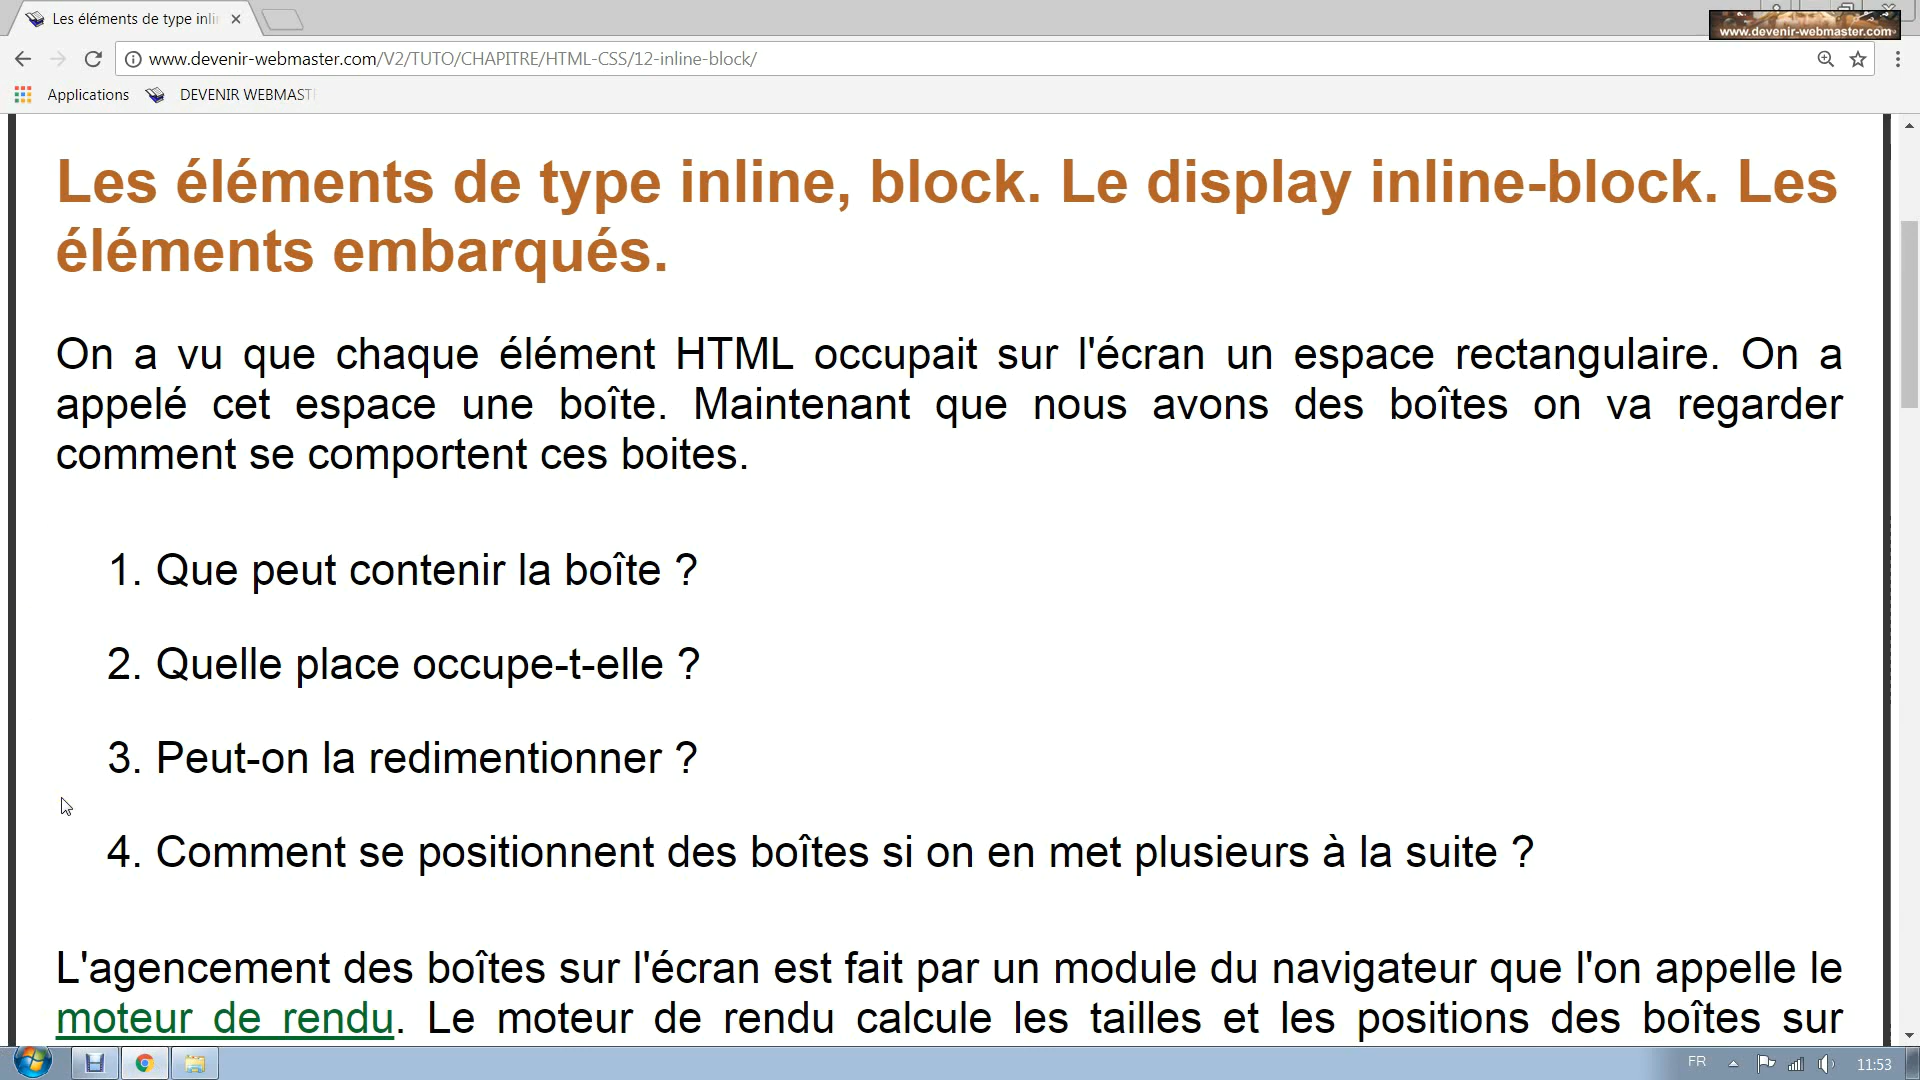 Les éléments de type inli
www.devenir-webmaster.com
www.devenir-webmaster.com/V2/TUTO/CHAPITRE/HTML-CSS/12-inline-block/
Applications DEVENIR WEBMAST
Les éléments de type inline, block. Le display inline-block. Les
éléments embarqués.
On a vu que chaque élément HTML occupait sur l'écran un espace rectangulaire. On a
appelé cet espace une boîte. Maintenant que nous avons des boîtes on va regarder
comment se comportent ces boites.
1. Que peut contenir la boîte ?
2. Quelle place occupe-t-elle ?
3. Peut-on la redimentionner ?
4. Comment se positionnent des boîtes si on en met plusieurs à la suite ?
L'agencement des boîtes sur l'écran est fait par un module du navigateur que l'on appelle le
moteur de rendu. Le moteur de rendu calcule les tailles et les positions des boîtes sur
FR 11:53